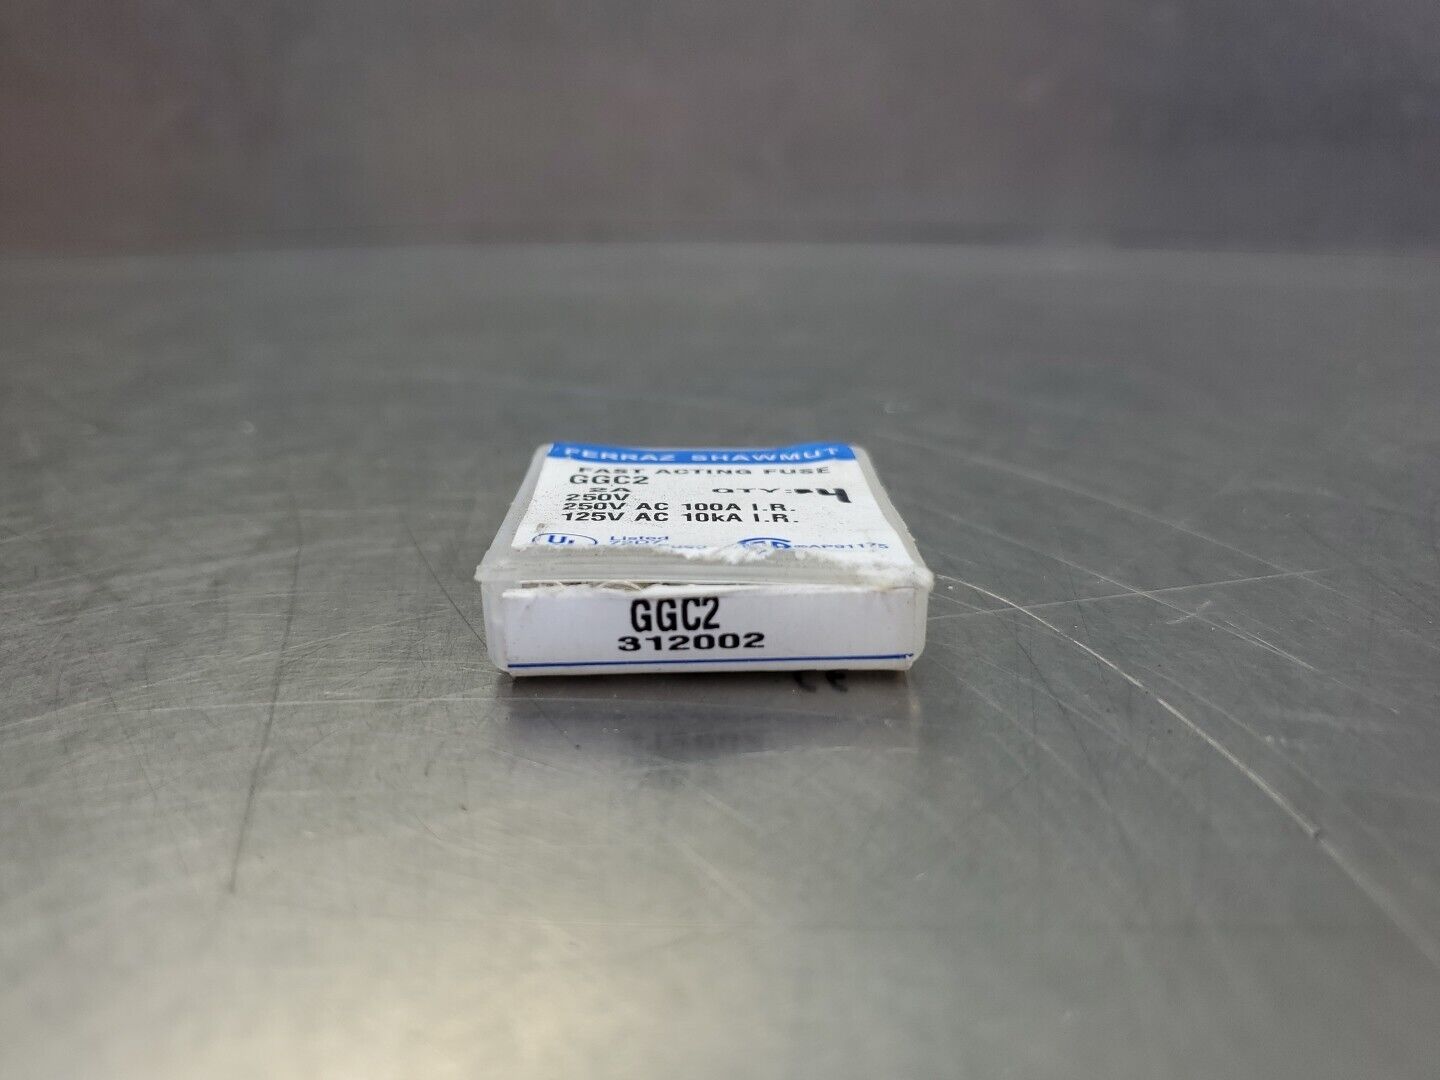 FERRAZ SHAWMUT
FAST ACTING FUSE
GGC2
2A QTY: 4
250V
250V AC 100A I.R.
125V AC 10kA I.R.
UL Listed
GGC2
312002